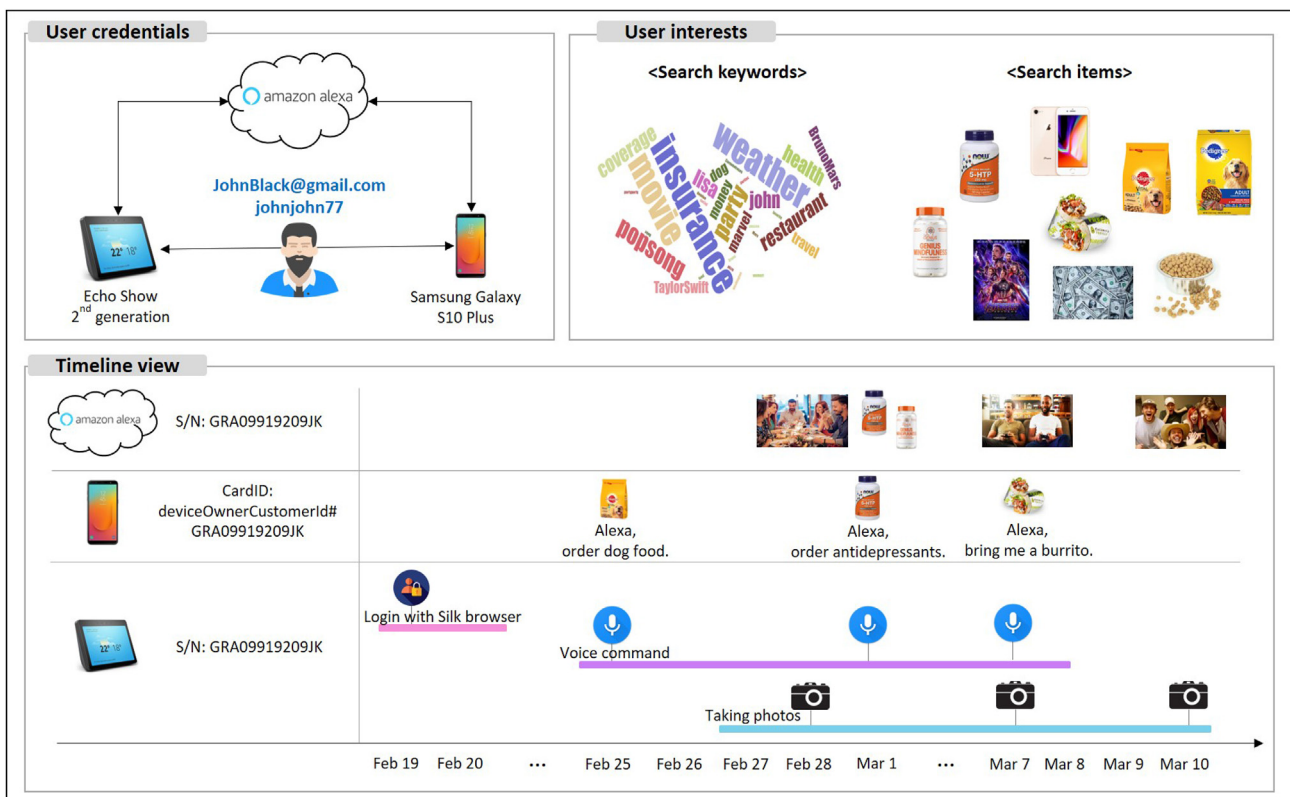 User credentials
amazon alexa
JohnBlack@gmail.com
johnjohn77
22° 18°
Echo Show
2nd generation
Samsung Galaxy
S10 Plus
User interests
<Search keywords>
<Search items>
coverage
movie
insurance
weather
BrunoMars
health
lisa
dog
money
party
john
marvel
restaurant
travel
popsong
TaylorSwift
NOW
5-HTP
GENIUS
MINDFULNESS
Pedigree
Pedigree
ADULT
Timeline view
amazon alexa
S/N: GRA09919209JK
CardID:
deviceOwnerCustomerId#
GRA09919209JK
Alexa,
order dog food.
Alexa,
order antidepressants.
Alexa,
bring me a burrito.
22° 18°
S/N: GRA09919209JK
Login with Silk browser
Voice command
Taking photos
Feb 19 Feb 20 ... Feb 25 Feb 26 Feb 27 Feb 28 Mar 1 ... Mar 7 Mar 8 Mar 9 Mar 10